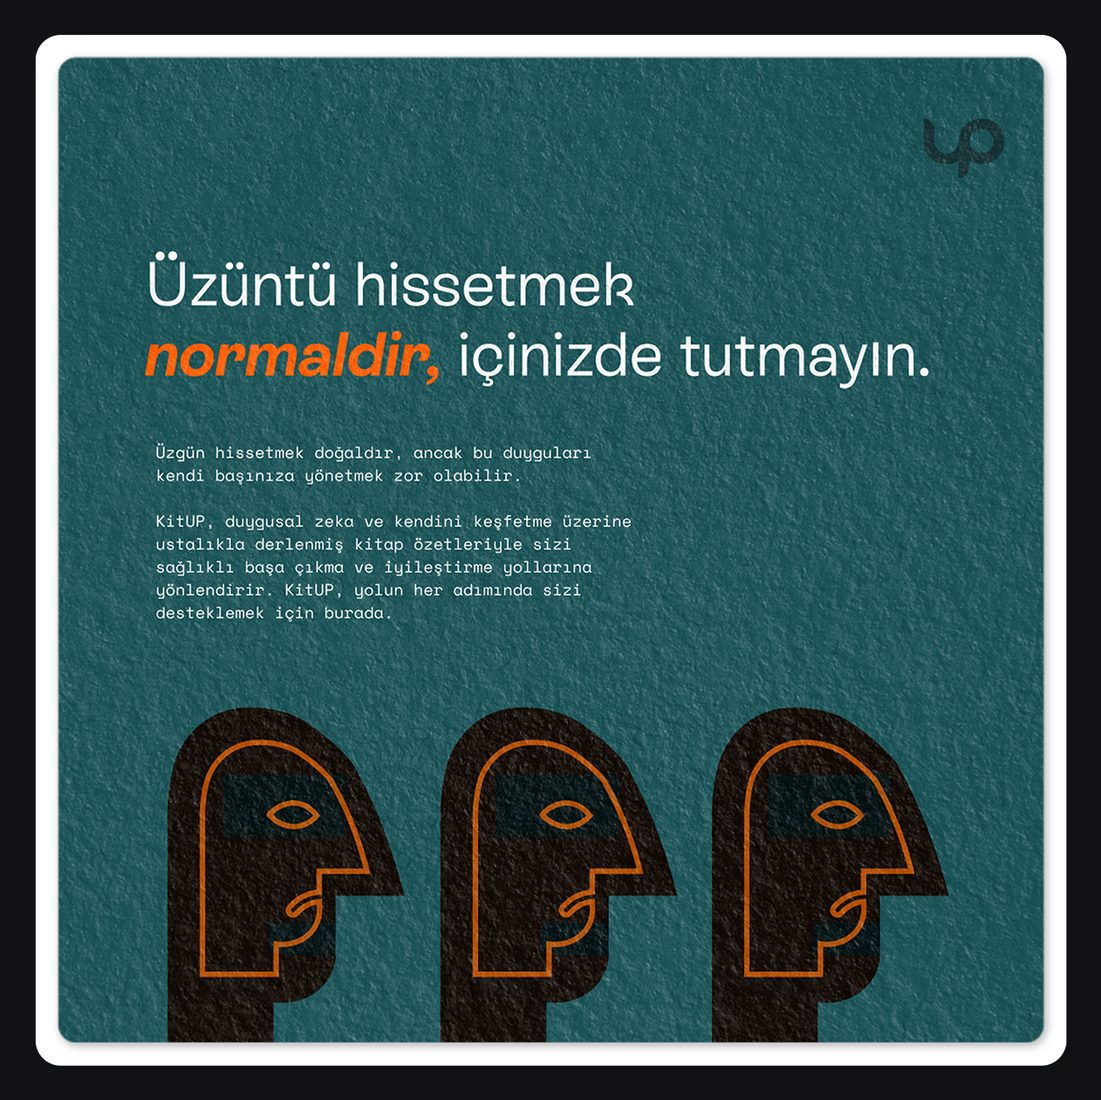 up
Üzüntü hissetmek
normaldir, içinizde tutmayın.
Üzgün hissetmek doğaldır, ancak bu duyguları
kendi başınıza yönetmek zor olabilir.
KitUP, duygusal zeka ve kendini keşfetme üzerine
ustalıkla derlenmiş kitap özetleriyle sizi
sağlıklı başa çıkma ve iyileştirme yollarına
yönlendirir. KitUP, yolun her adımında sizi
desteklemek için burada.